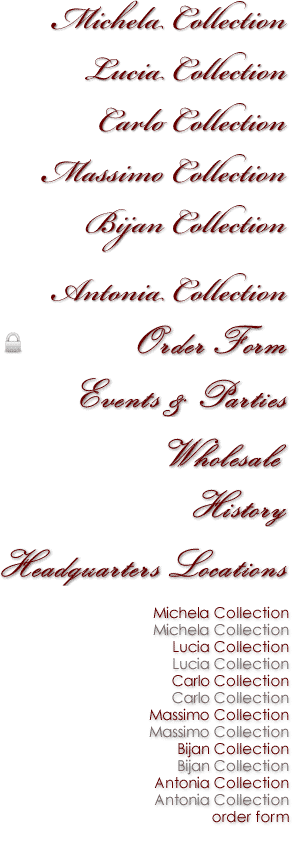 Michela Collection
Lucia Collection
Carlo Collection
Massimo Collection
Bijan Collection
Antonia Collection
Order Form
Events & Parties
Wholesale
History
Headquarters Locations
Michela Collection
Michela Collection
Lucia Collection
Lucia Collection
Carlo Collection
Carlo Collection
Massimo Collection
Massimo Collection
Bijan Collection
Bijan Collection
Antonia Collection
Antonia Collection
order form